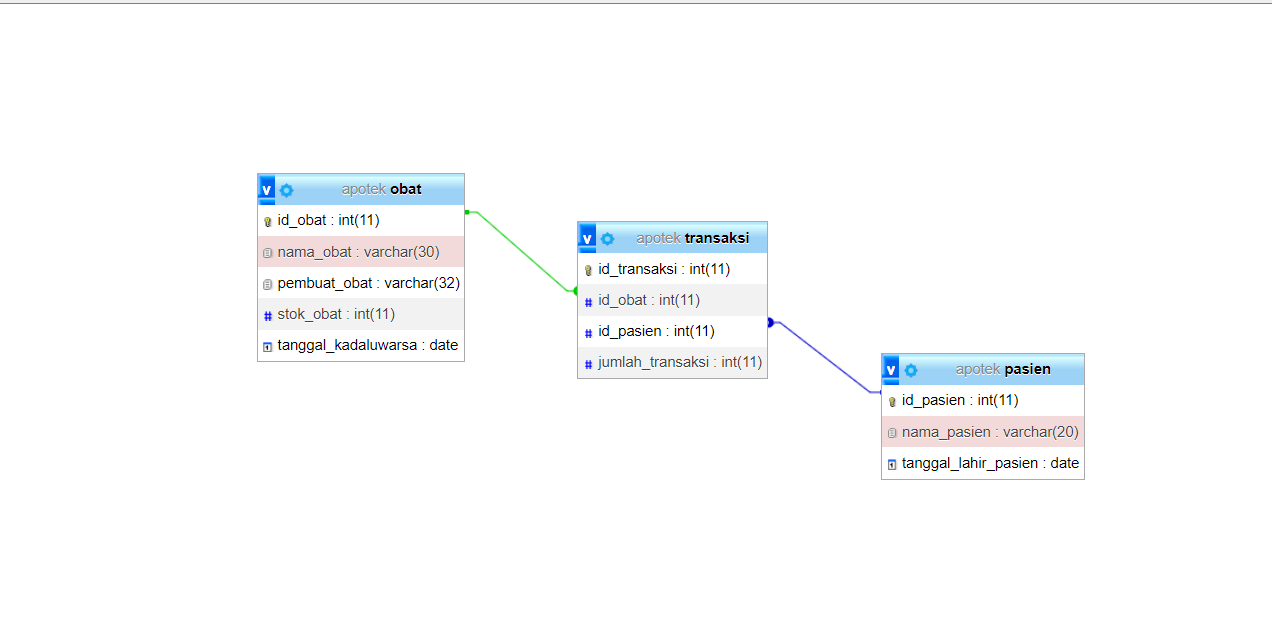 v apotek obat
id_obat : int(11)
nama_obat : varchar(30)
pembuat_obat : varchar(32)
# stok_obat : int(11)
tanggal_kadaluwarsa : date
v apotek transaksi
id_transaksi : int(11)
# id_obat : int(11)
# id_pasien : int(11)
# jumlah_transaksi : int(11)
v apotek pasien
id_pasien : int(11)
nama_pasien : varchar(20)
tanggal_lahir_pasien : date